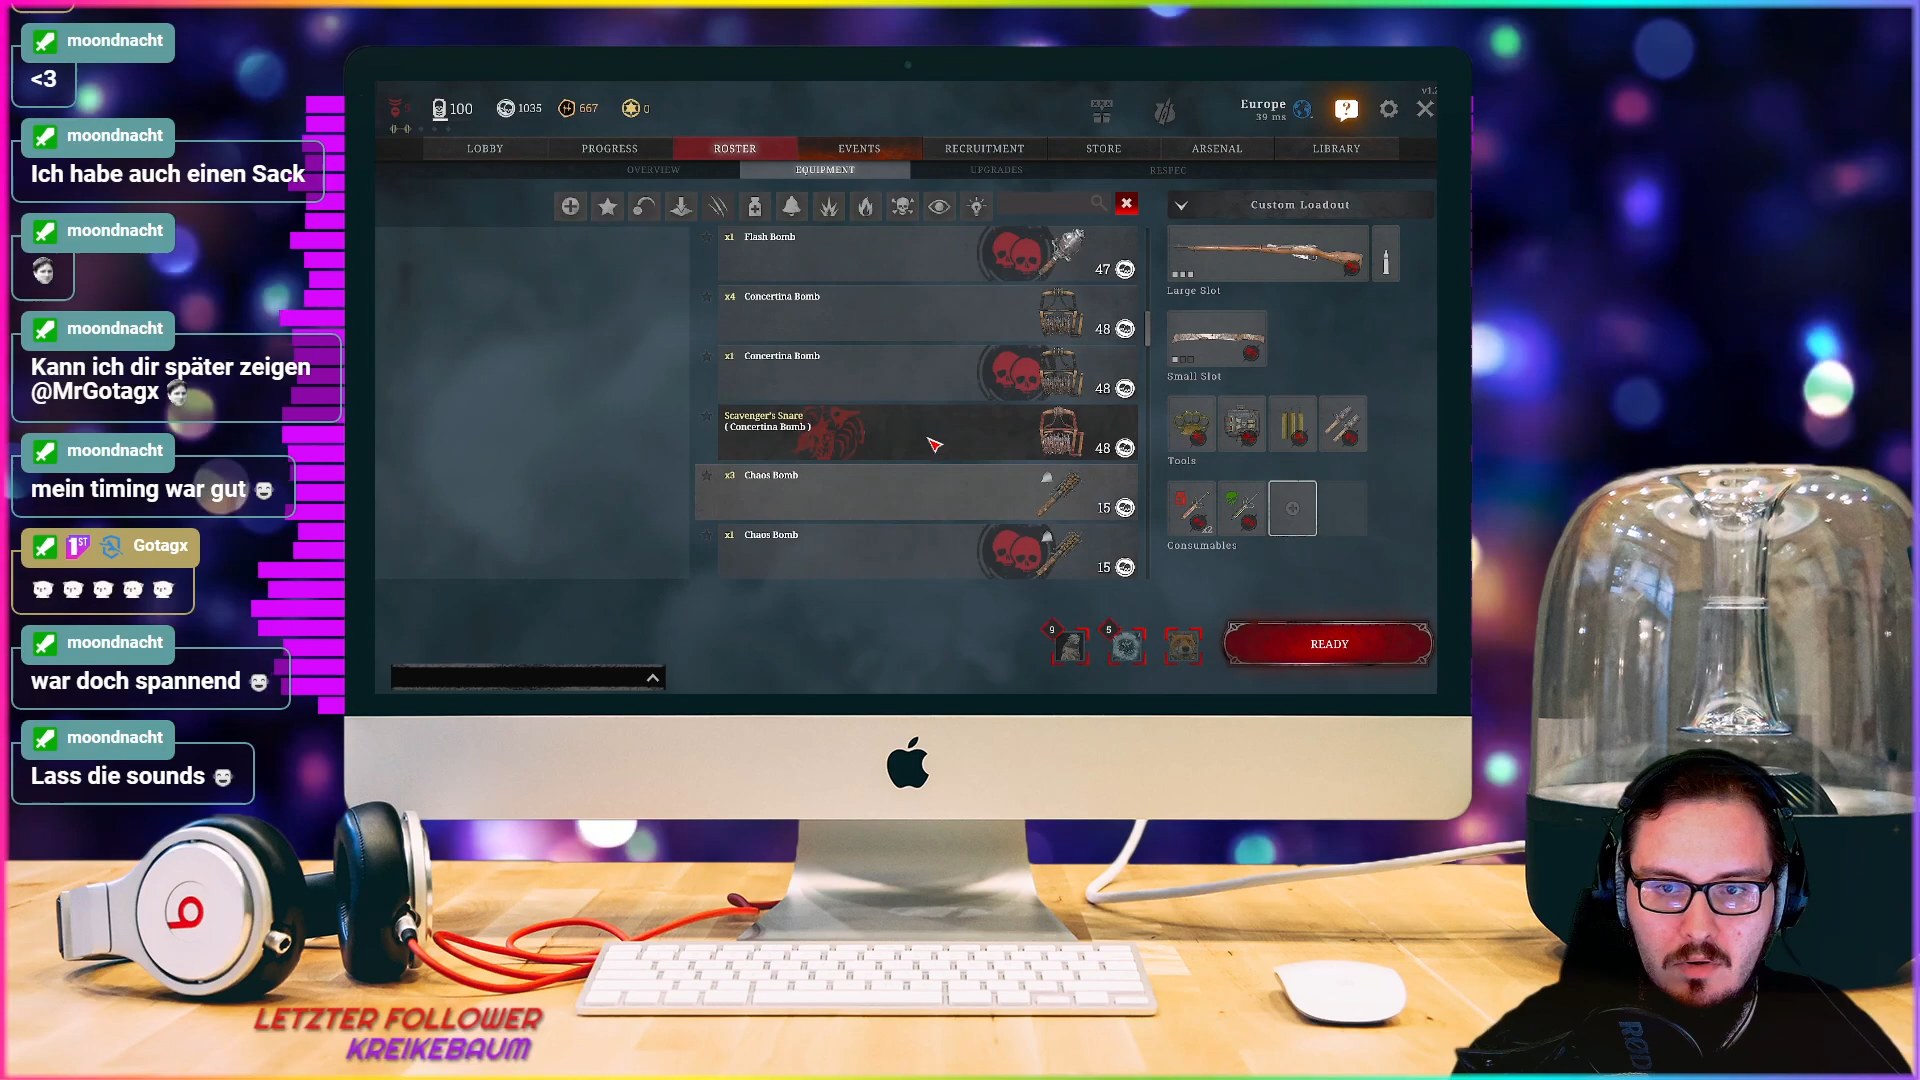 moondnacht
<3
moondnacht
Ich habe auch einen Sack
moondnacht
moondnacht
Kann ich dir später zeigen
@MrGotagx
moondnacht
mein timing war gut
1ST Gotagx
moondnacht
war doch spannend
moondnacht
Lass die sounds
100 1035 667 0
Europe
39 ms
LOBBY PROGRESS ROSTER EVENTS RECRUITMENT STORE ARSENAL LIBRARY
OVERVIEW EQUIPMENT UPGRADES RESPEC
x1 Flash Bomb
47
x4 Concertina Bomb
48
x1 Concertina Bomb
48
Scavenger's Snare
( Concertina Bomb )
48
x3 Chaos Bomb
15
x1 Chaos Bomb
15
Custom Loadout
Large Slot
Small Slot
Tools
x2
Consumables
9 5
READY
LETZTER FOLLOWER
KREIKEBAUM